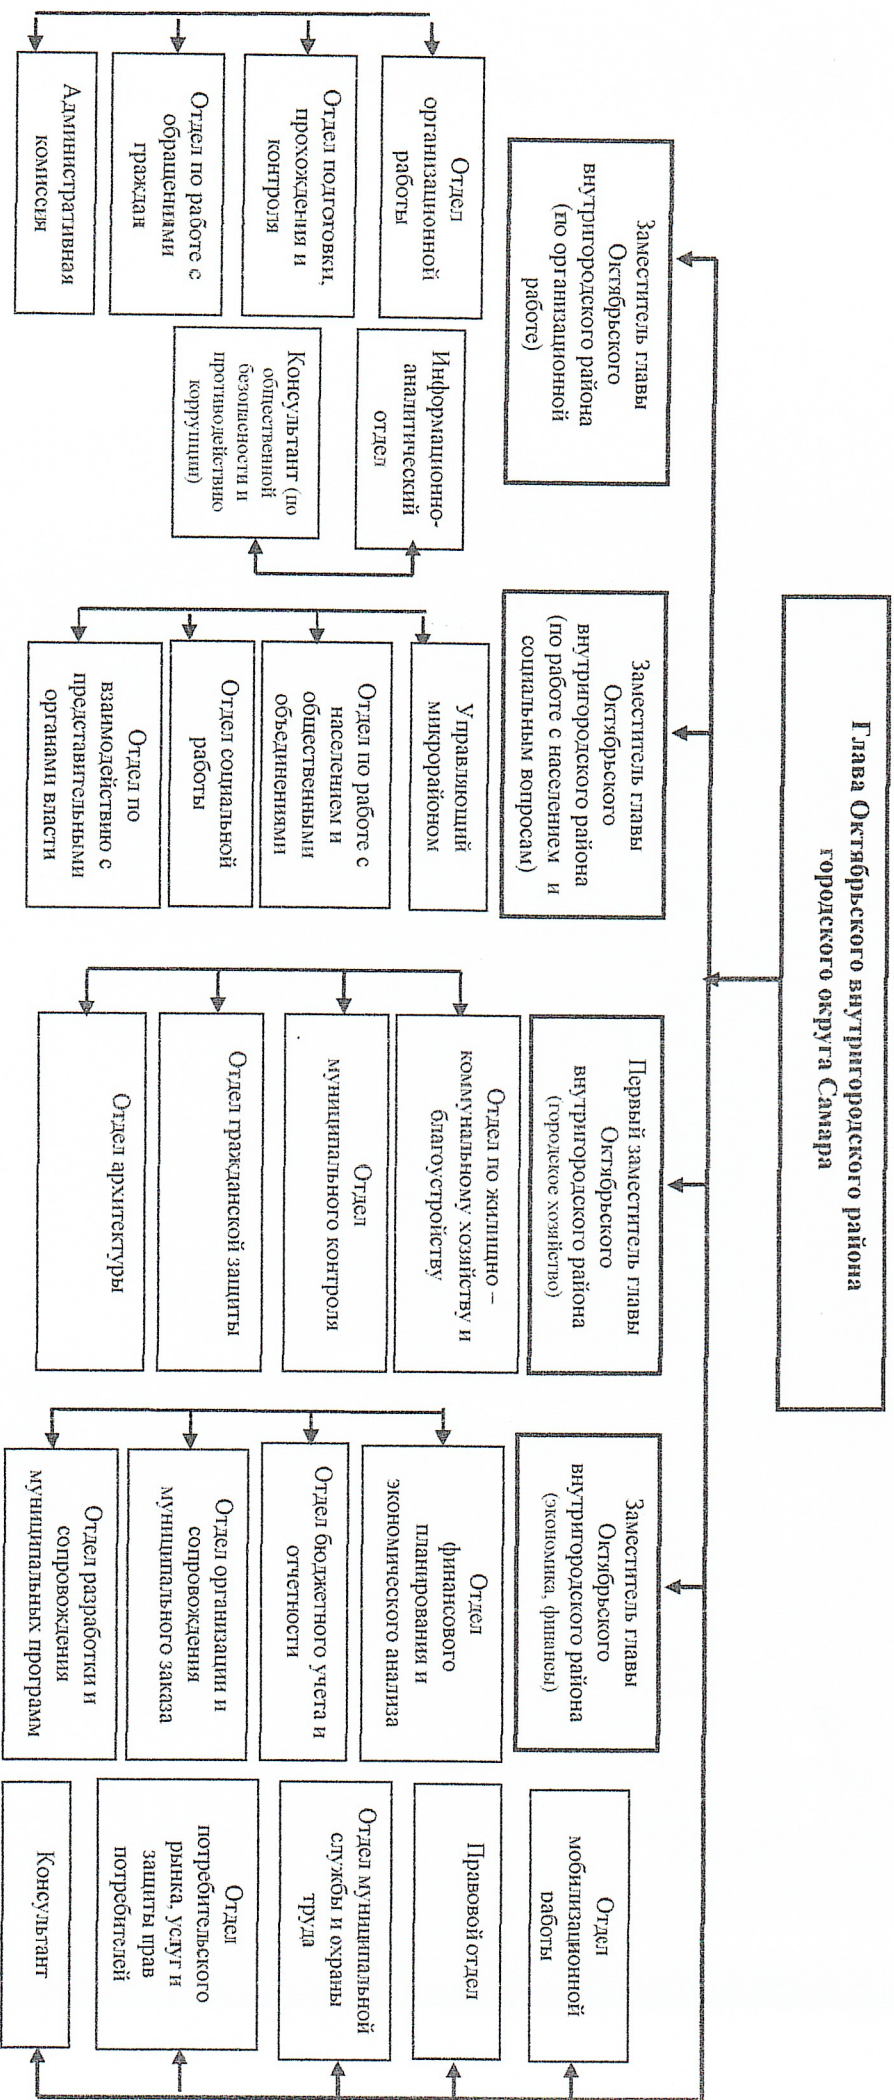 Глава Октябрьского внутригородского района
городского округа Самара
Заместитель главы
Октябрьского
внутригородского района
(по организационной
работе)
Отдел
организационной
работы
Отдел подготовки,
прохождения и
контроля
Отдел по работе с
обращениями
граждан
Административная
комиссия
Информационно-
аналитический
отдел
Консультант (по
общественной
безопасности и
противодействию
коррупции)
Заместитель главы
Октябрьского
внутригородского района
(по работе с населением и
социальным вопросам)
Управляющий
микрорайоном
Отдел по работе с
населением и
общественными
объединениями
Отдел социальной
работы
Отдел по
взаимодействию с
представительными
органами власти
Первый заместитель главы
Октябрьского
внутригородского района
(городское хозяйство)
Отдел по жилищно –
коммунальному хозяйству и
благоустройству
Отдел
муниципального контроля
Отдел гражданской защиты
Отдел архитектуры
Заместитель главы
Октябрьского
внутригородского района
(экономика, финансы)
Отдел
финансового
планирования и
экономического анализа
Отдел бюджетного учета и
отчетности
Отдел организации и
сопровождения
муниципального заказа
Отдел разработки и
сопровождения
муниципальных программ
Отдел
мобилизационной
работы
Правовой отдел
Отдел муниципальной
службы и охраны
труда
Отдел
потребительского
рынка, услуг и
защиты прав
потребителей
Консультант